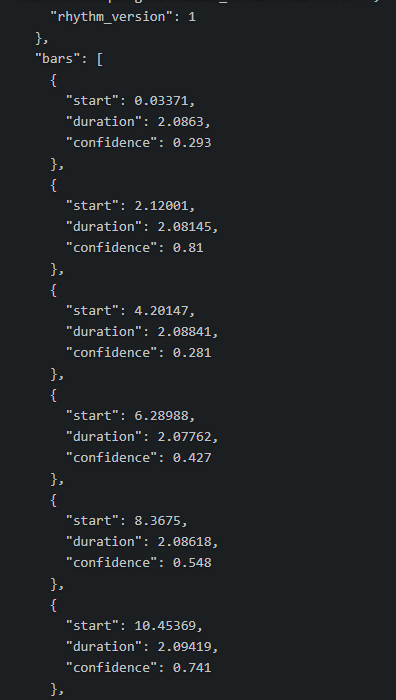 "rhythm_version": 1
},
"bars": [
{
"start": 0.03371,
"duration": 2.0863,
"confidence": 0.293
},
{
"start": 2.12001,
"duration": 2.08145,
"confidence": 0.81
},
{
"start": 4.20147,
"duration": 2.08841,
"confidence": 0.281
},
{
"start": 6.28988,
"duration": 2.07762,
"confidence": 0.427
},
{
"start": 8.3675,
"duration": 2.08618,
"confidence": 0.548
},
{
"start": 10.45369,
"duration": 2.09419,
"confidence": 0.741
},